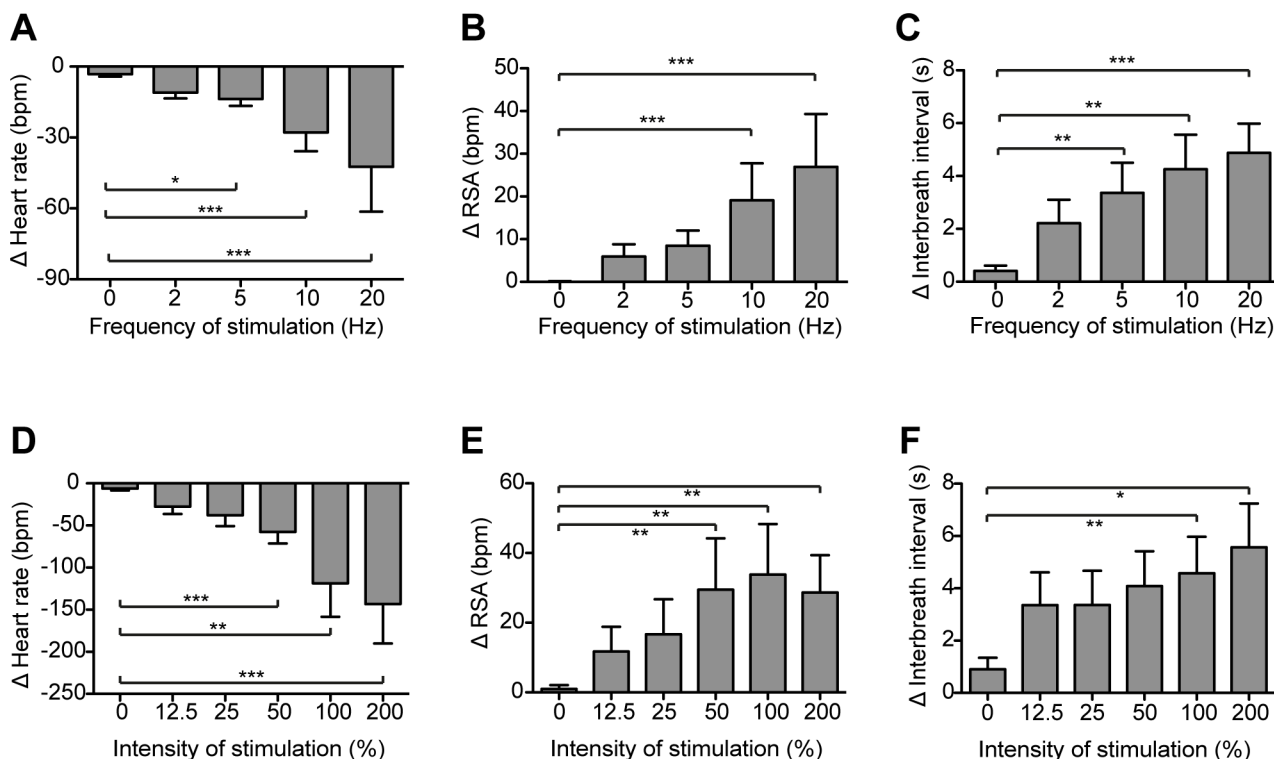 A
Δ Heart rate (bpm)
0
-30
-60
-90
*
***
***
0 2 5 10 20
Frequency of stimulation (Hz)
B
Δ RSA (bpm)
50
40
30
20
10
0
***
***
0 2 5 10 20
Frequency of stimulation (Hz)
C
Δ Interbreath interval (s)
8
6
4
2
0
***
**
**
0 2 5 10 20
Frequency of stimulation (Hz)
D
Δ Heart rate (bpm)
0
-50
-100
-150
-200
-250
***
**
***
0 12.5 25 50 100 200
Intensity of stimulation (%)
E
Δ RSA (bpm)
60
40
20
0
**
**
**
0 12.5 25 50 100 200
Intensity of stimulation (%)
F
Δ Interbreath interval (s)
8
6
4
2
0
*
**
0 12.5 25 50 100 200
Intensity of stimulation (%)